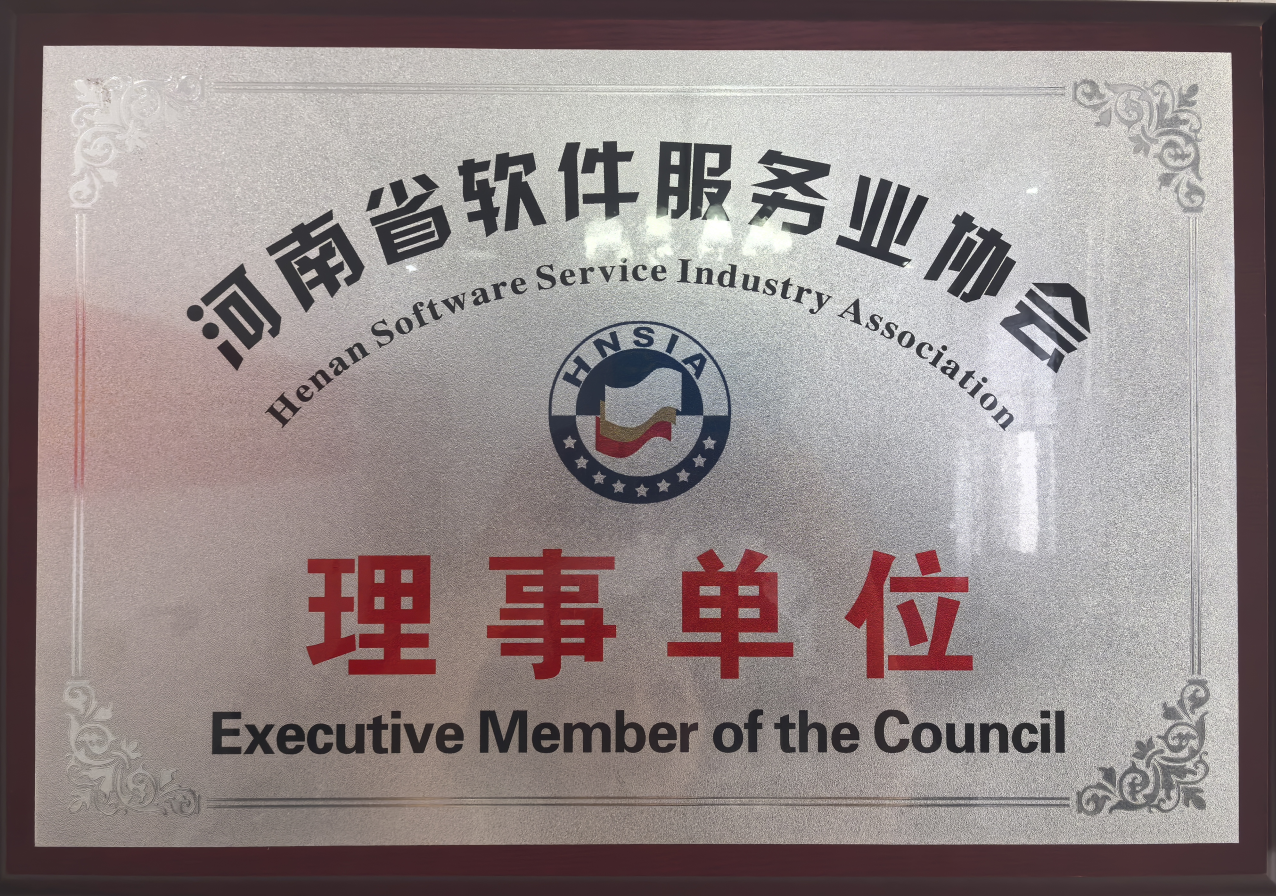 河南省软件服务业协会
Henan Software Service Industry Association
HNSIA
理事单位
Executive Member of the Council